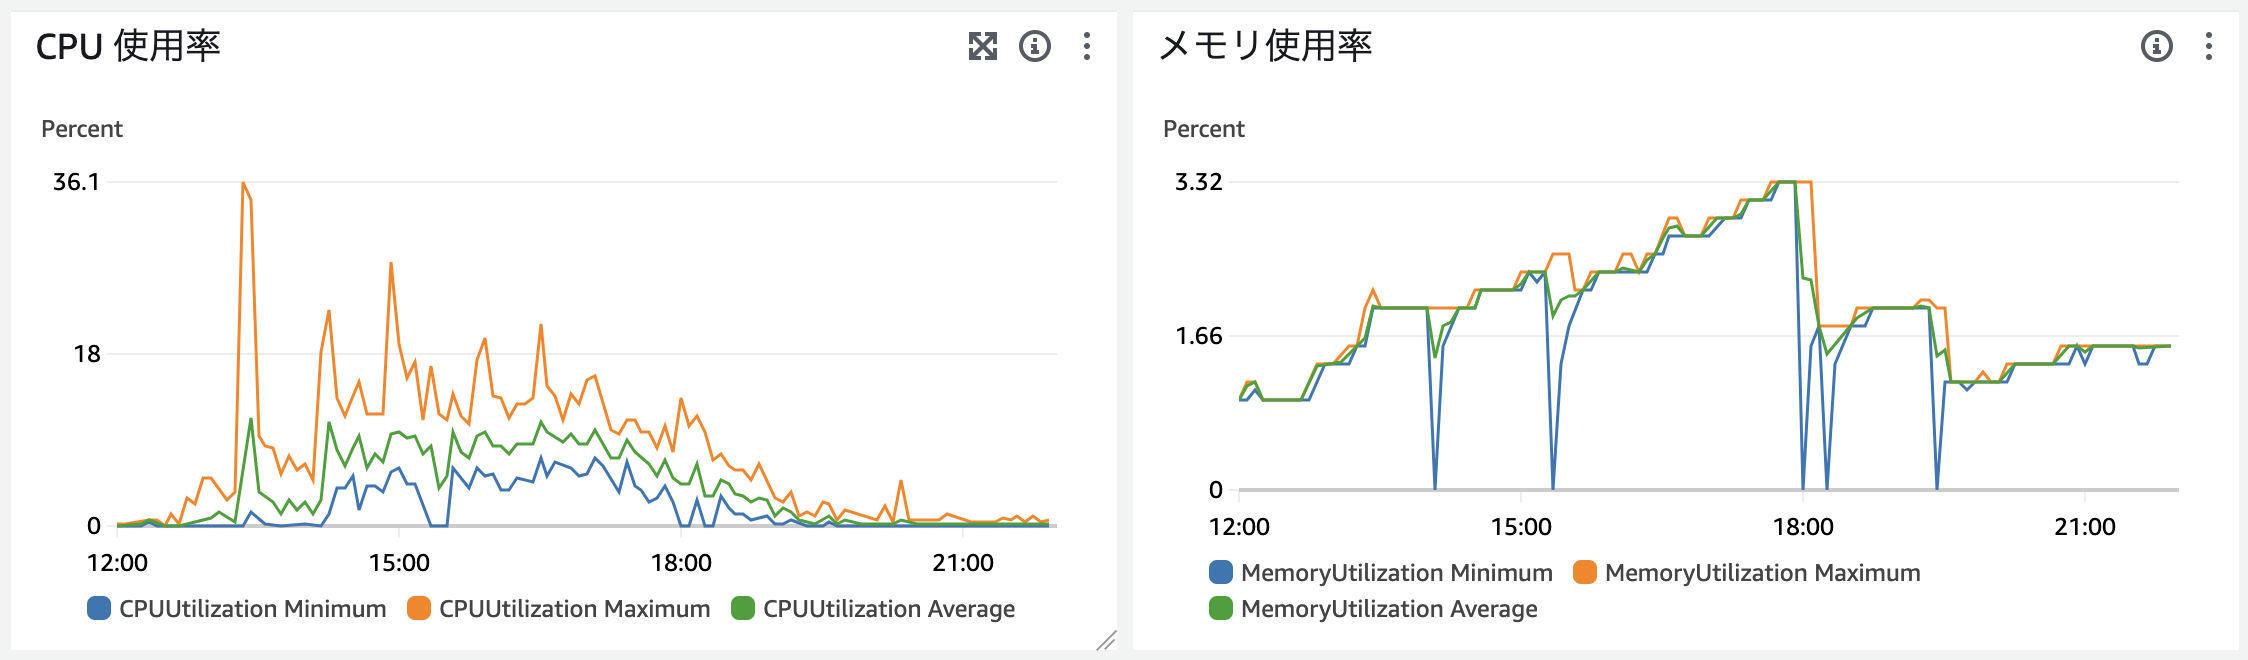 CPU 使用率
Percent
36.1
18
0
12:00 15:00 18:00 21:00
CPUUtilization Minimum CPUUtilization Maximum CPUUtilization Average
メモリ使用率
Percent
3.32
1.66
0
12:00 15:00 18:00 21:00
MemoryUtilization Minimum MemoryUtilization Maximum
MemoryUtilization Average